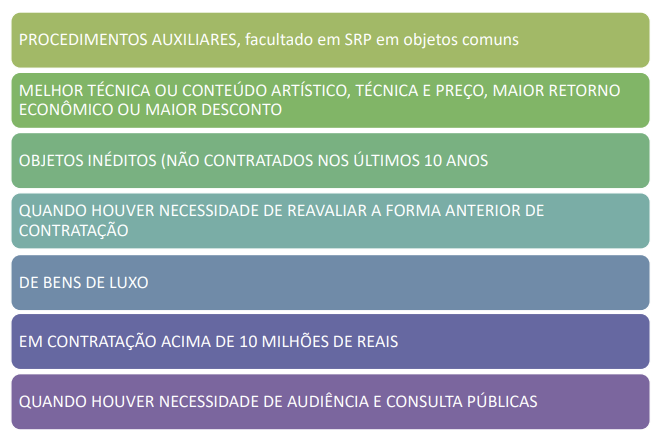 PROCEDIMENTOS AUXILIARES, facultado em SRP em objetos comuns
MELHOR TÉCNICA OU CONTEÚDO ARTÍSTICO, TÉCNICA E PREÇO, MAIOR RETORNO
ECONÔMICO OU MAIOR DESCONTO
OBJETOS INÉDITOS (NÃO CONTRATADOS NOS ÚLTIMOS 10 ANOS
QUANDO HOUVER NECESSIDADE DE REAVALIAR A FORMA ANTERIOR DE
CONTRATAÇÃO
DE BENS DE LUXO
EM CONTRATAÇÃO ACIMA DE 10 MILHÕES DE REAIS
QUANDO HOUVER NECESSIDADE DE AUDIÊNCIA E CONSULTA PÚBLICAS